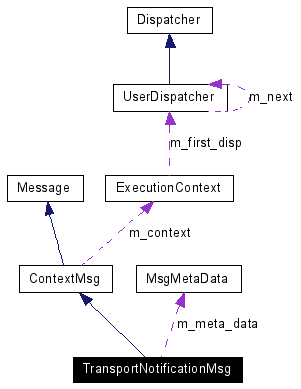 Dispatcher
UserDispatcher
m_next
m_first_disp
Message
ExecutionContext
m_context
ContextMsg
MsgMetaData
m_meta_data
TransportNotificationMsg